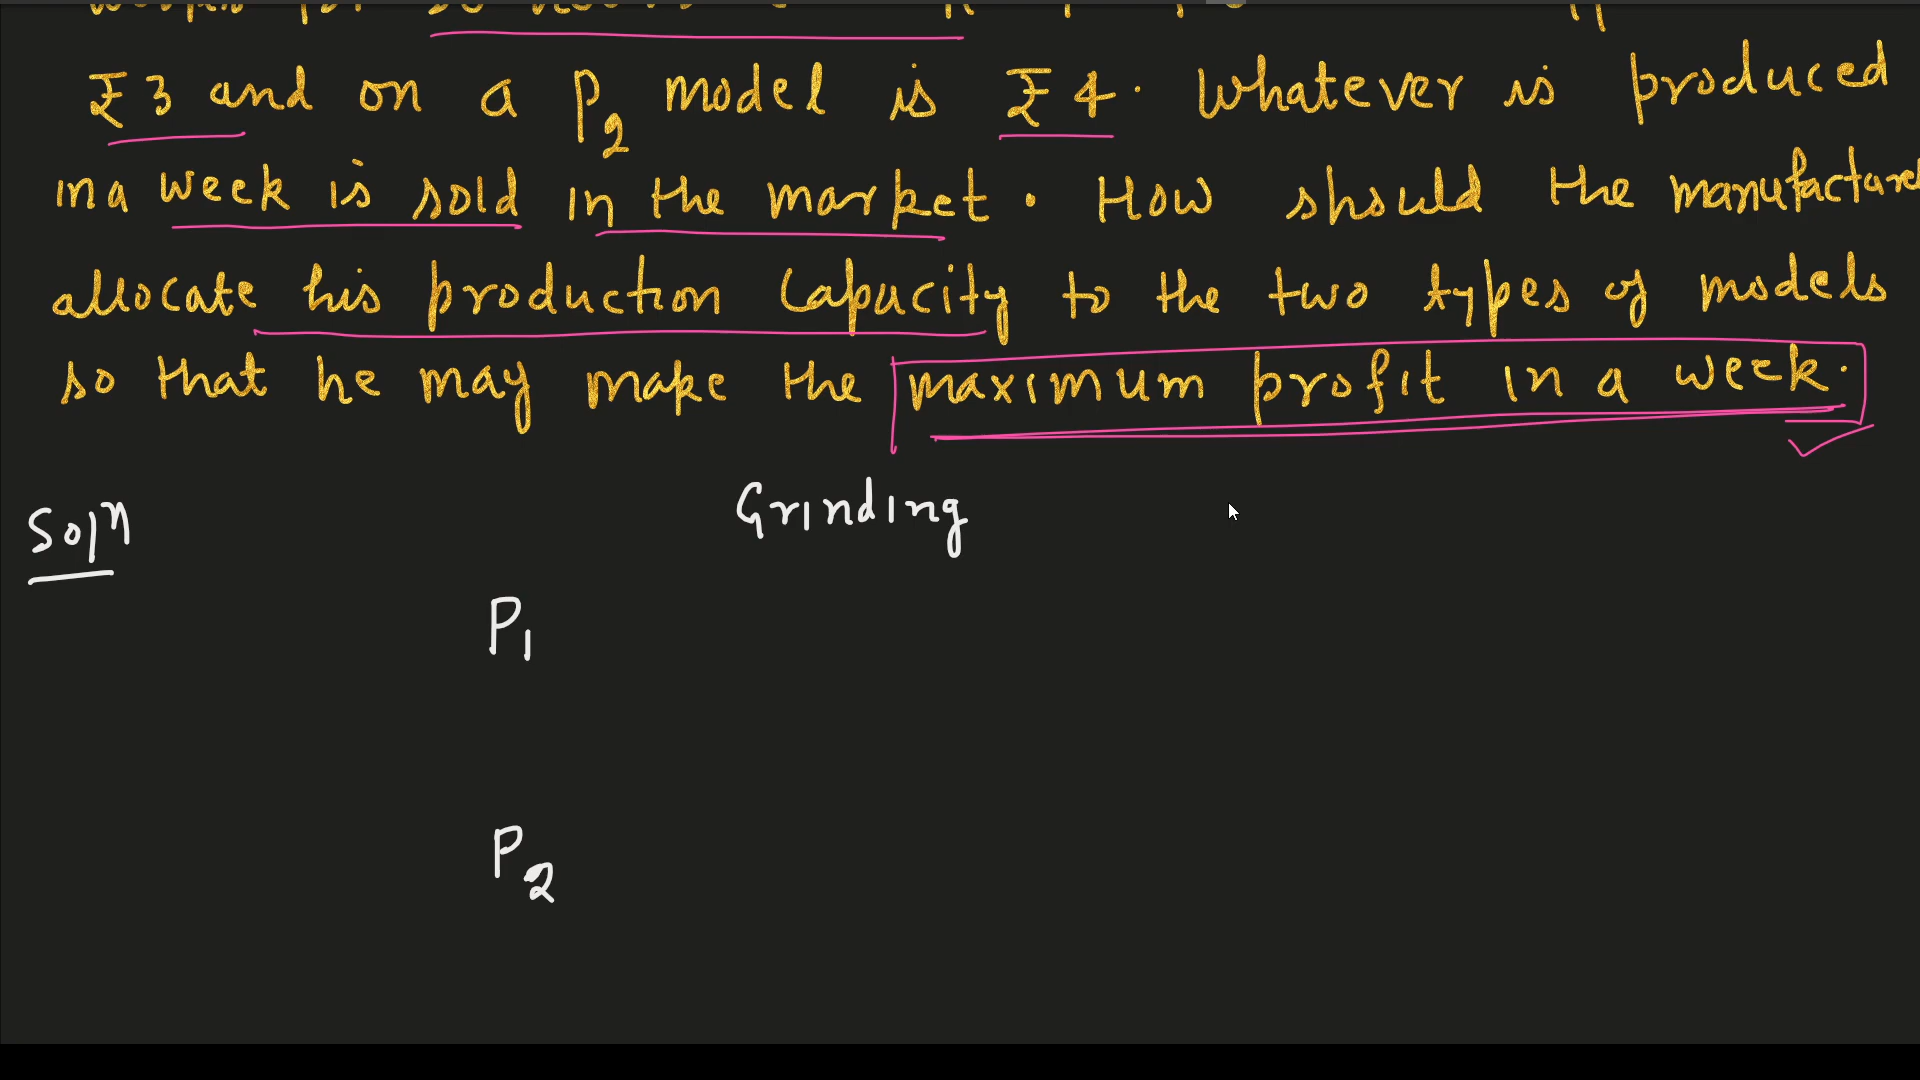 ₹3 and on a P2 model is ₹4. Whatever is produced
in a week is sold in the market. How should the manufacturer
allocate his production capacity to the two types of models
so that he may make the maximum profit in a week.
Grinding
Soln
P1
P2